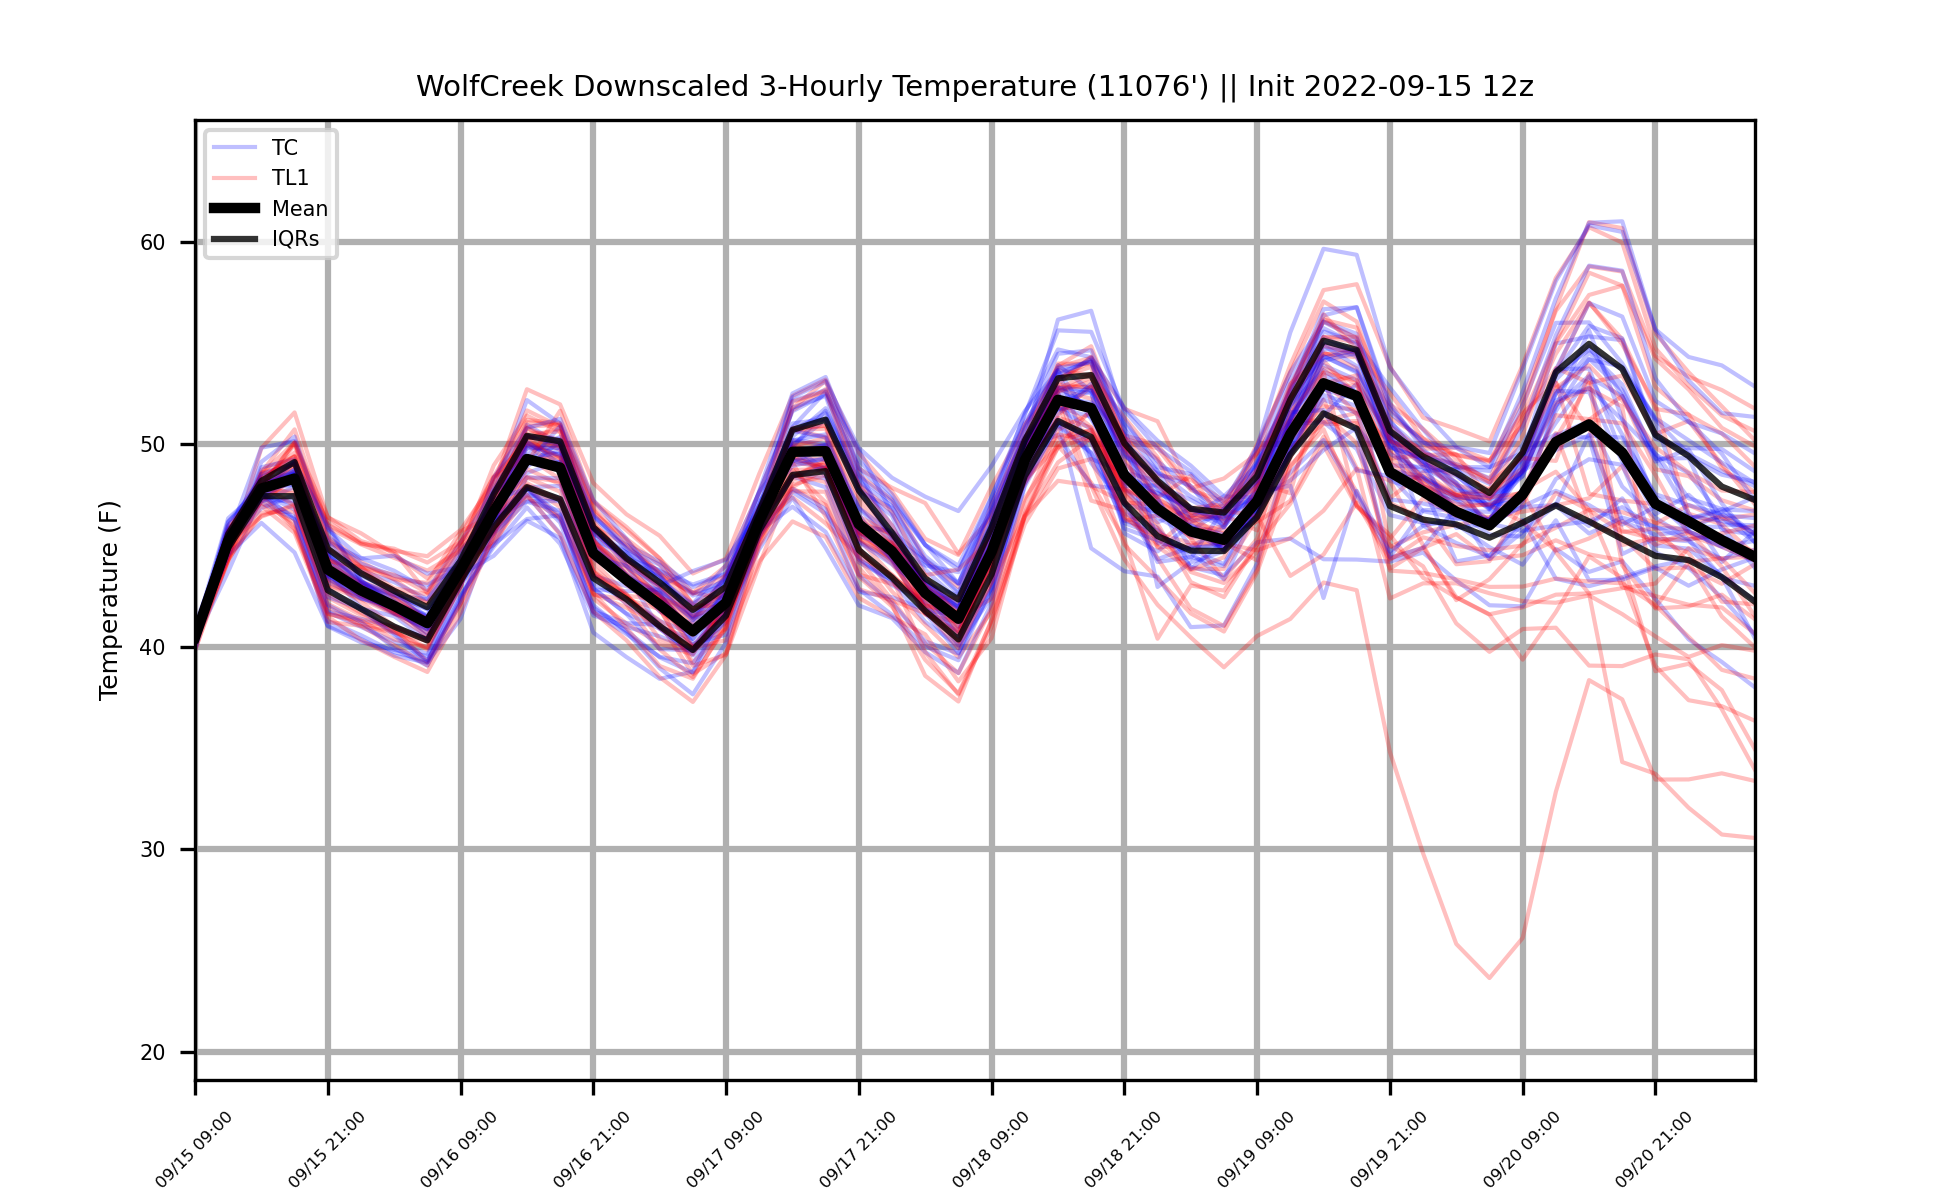 WolfCreek Downscaled 3-Hourly Temperature (11076') || Init 2022-09-15 12z
TC
TL1
Mean
IQRs
Temperature (F)
60
50
40
30
20
09/15 09:00
09/15 21:00
09/16 09:00
09/16 21:00
09/17 09:00
09/17 21:00
09/18 09:00
09/18 21:00
09/19 09:00
09/19 21:00
09/20 09:00
09/20 21:00